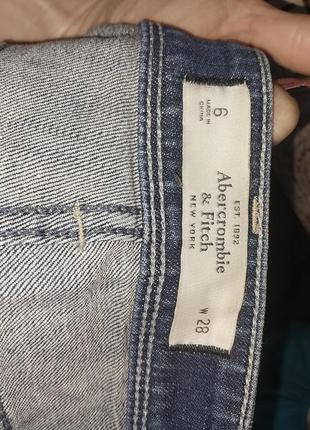 6
MADE IN
CHINA
EST. 1892
Abercrombie
& Fitch
NEW YORK
W 28